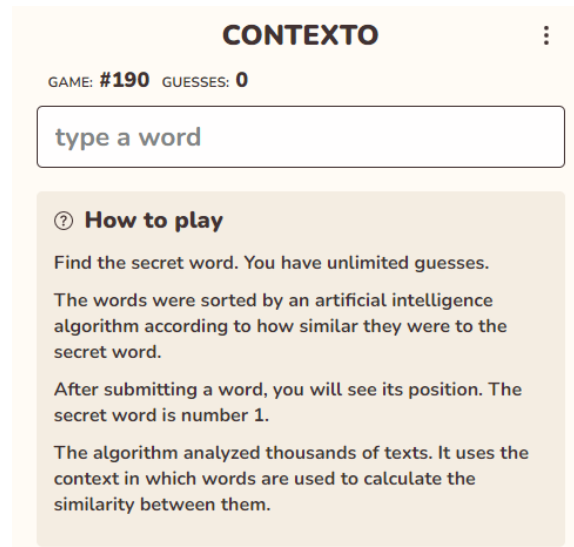 CONTEXTO
GAME: #190 GUESSES: 0
type a word
How to play
Find the secret word. You have unlimited guesses.
The words were sorted by an artificial intelligence
algorithm according to how similar they were to the
secret word.
After submitting a word, you will see its position. The
secret word is number 1.
The algorithm analyzed thousands of texts. It uses the
context in which words are used to calculate the
similarity between them.